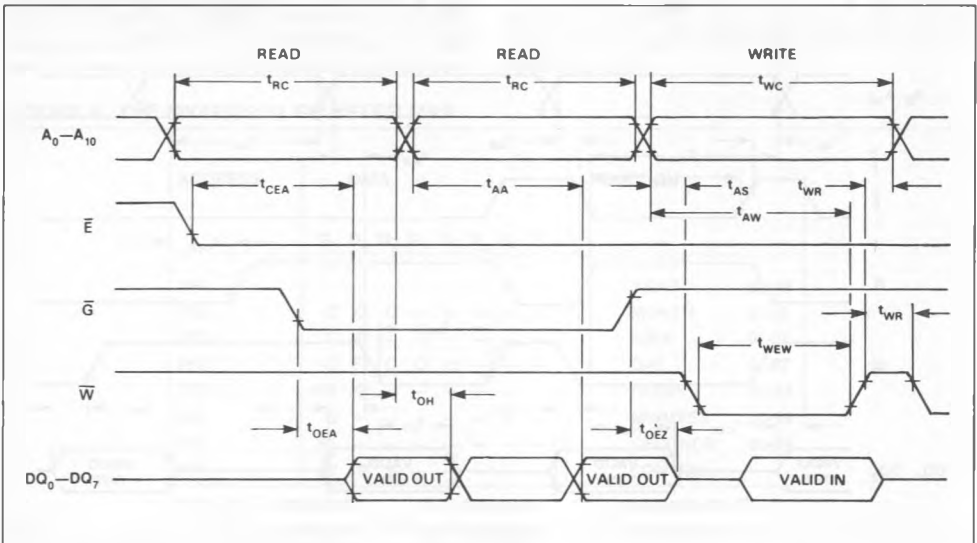 READ READ WRITE
tRC tRC tWC
A0—A10
tCEA tAA tAS tWR
tAW
E̅
G̅
tWR
tWEW
W̅
tOH
tOEA tOEZ
DQ0—DQ7 VALID OUT VALID OUT VALID IN